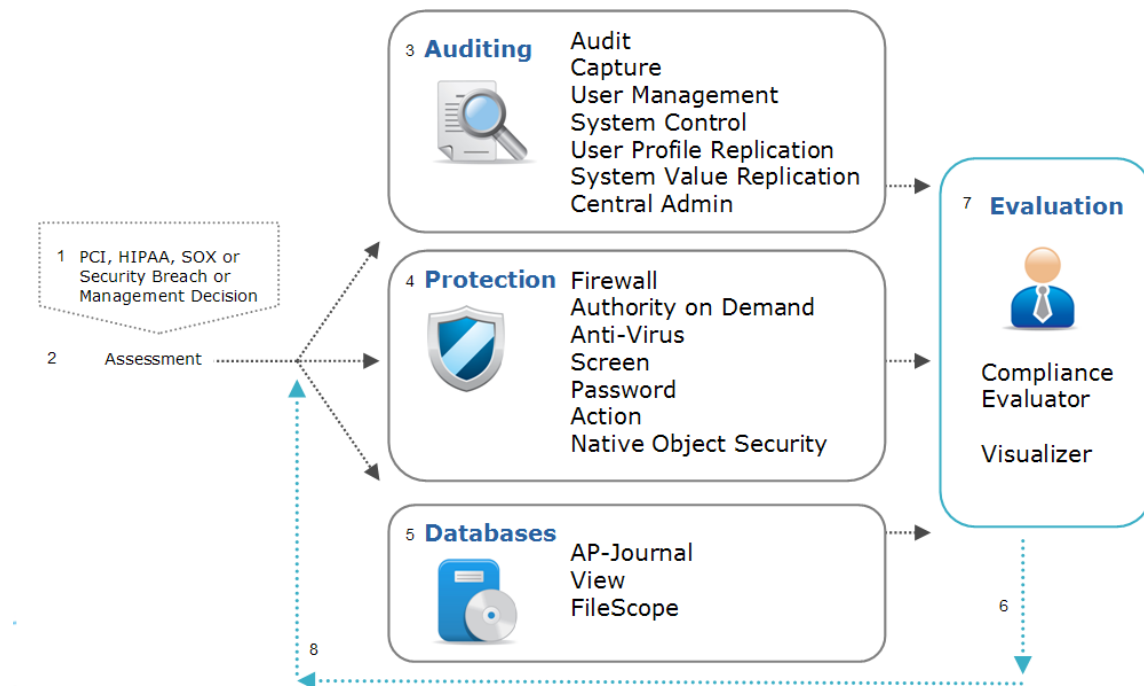 1 PCI, HIPAA, SOX or
Security Breach or
Management Decision
2 Assessment
3 Auditing
Audit
Capture
User Management
System Control
User Profile Replication
System Value Replication
Central Admin
4 Protection
Firewall
Authority on Demand
Anti-Virus
Screen
Password
Action
Native Object Security
5 Databases
AP-Journal
View
FileScope
7 Evaluation
Compliance
Evaluator
Visualizer
6
8